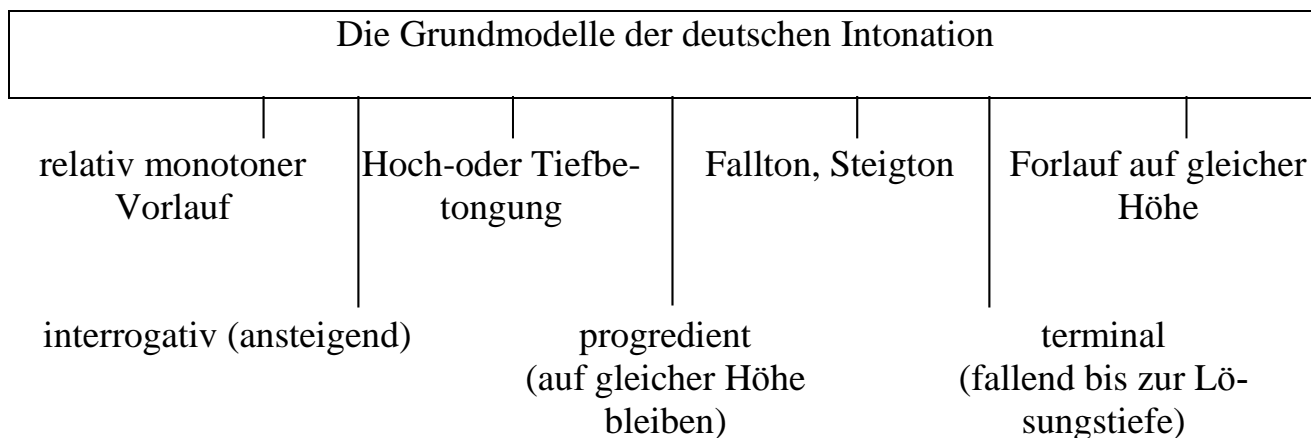 Die Grundmodelle der deutschen Intonation
relativ monotoner
Vorlauf
Hoch-oder Tiefbe-
tongung
Fallton, Steigton
Forlauf auf gleicher
Höhe
interrogativ (ansteigend)
progredient
(auf gleicher Höhe
bleiben)
terminal
(fallend bis zur Lö-
sungstiefe)